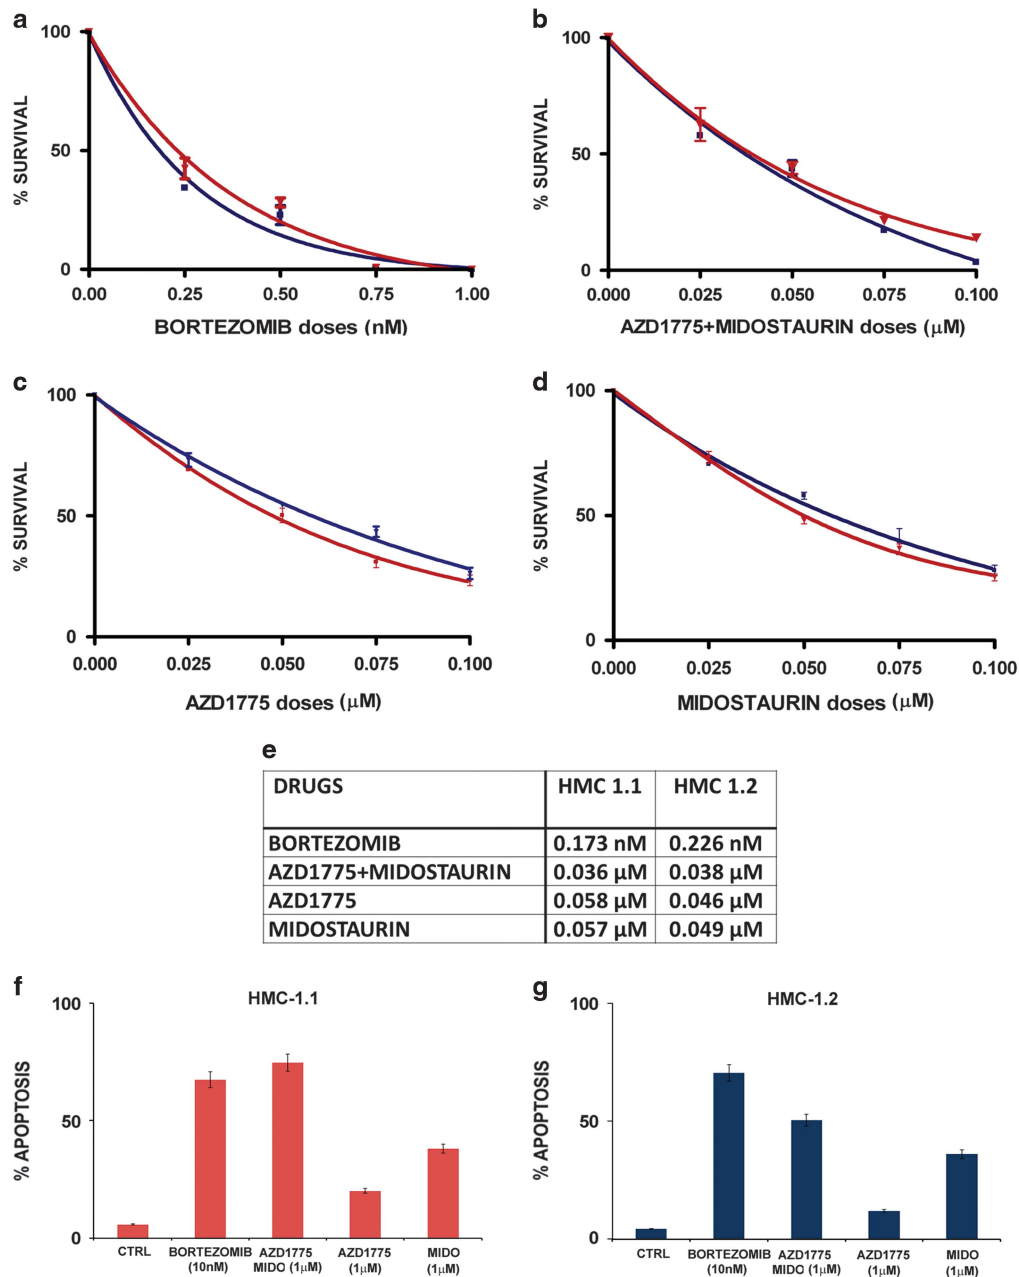 a
% SURVIVAL
100
50
0
0.00 0.25 0.50 0.75 1.00
BORTEZOMIB doses (nM)
b
% SURVIVAL
100
50
0
0.000 0.025 0.050 0.075 0.100
AZD1775+MIDOSTAURIN doses (μM)
c
% SURVIVAL
100
50
0
0.000 0.025 0.050 0.075 0.100
AZD1775 doses (μM)
d
% SURVIVAL
100
50
0
0.000 0.025 0.050 0.075 0.100
MIDOSTAURIN doses (μM)
e
DRUGS HMC 1.1 HMC 1.2
BORTEZOMIB 0.173 nM 0.226 nM
AZD1775+MIDOSTAURIN 0.036 μM 0.038 μM
AZD1775 0.058 μM 0.046 μM
MIDOSTAURIN 0.057 μM 0.049 μM
f
HMC-1.1
% APOPTOSIS
100
50
0
CTRL
BORTEZOMIB
(10nM)
AZD1775
MIDO (1μM)
AZD1775
(1μM)
MIDO
(1μM)
g
HMC-1.2
% APOPTOSIS
100
50
0
CTRL
BORTEZOMIB
(10nM)
AZD1775
MIDO (1μM)
AZD1775
(1μM)
MIDO
(1μM)